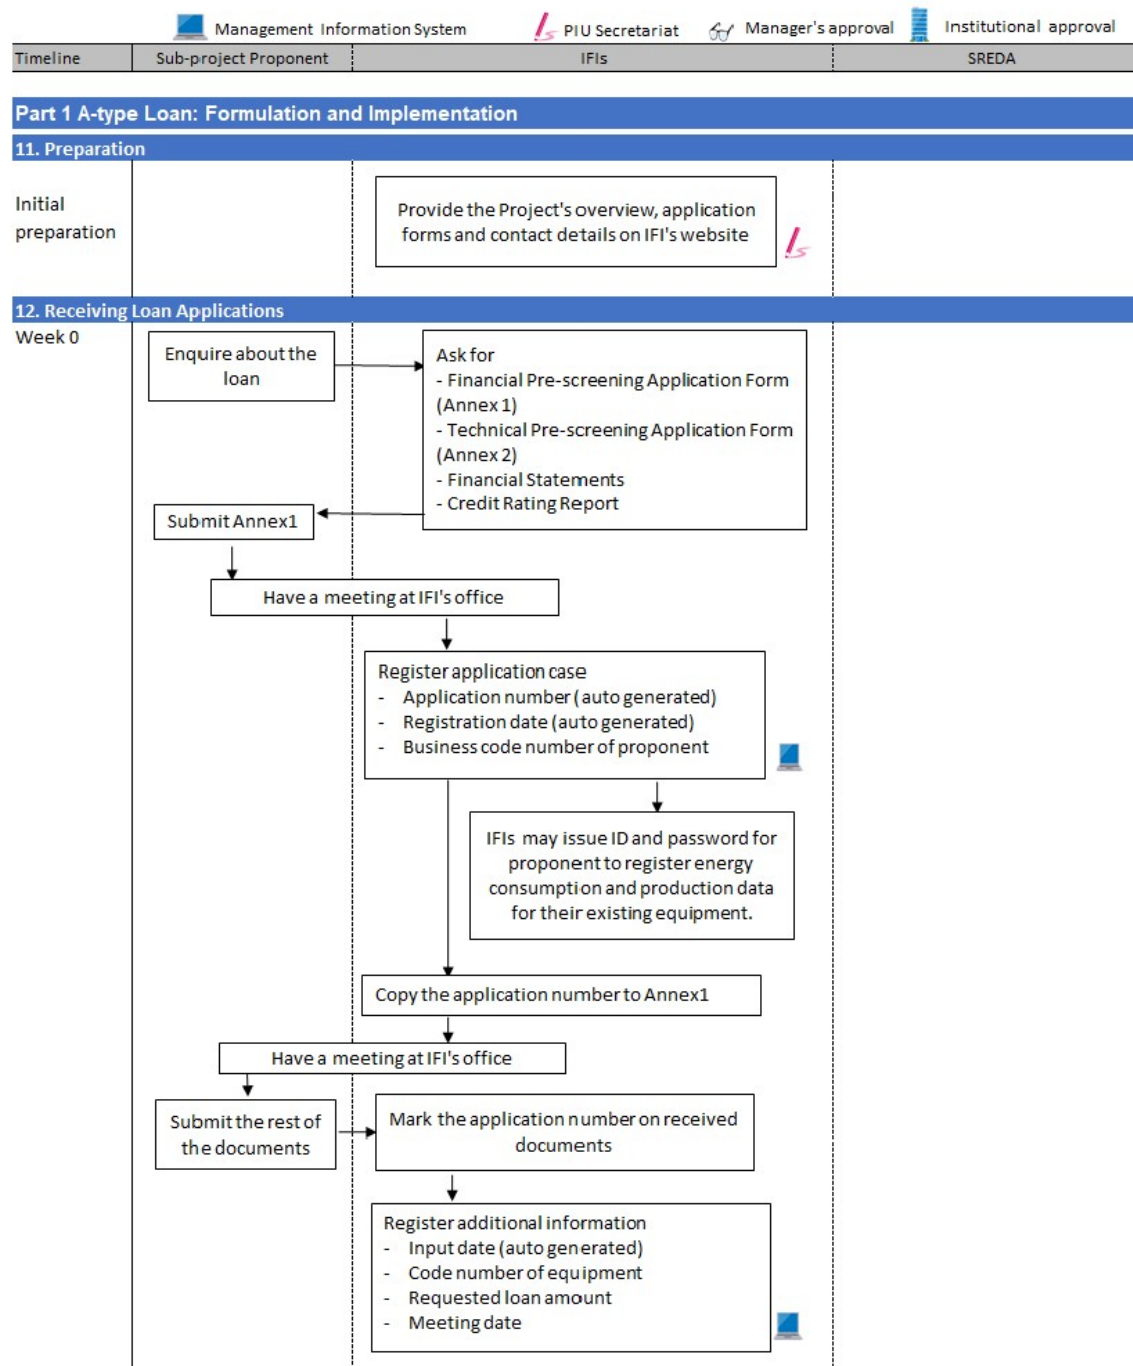 Management Information System
PIU Secretariat
Manager's approval
Institutional approval
Timeline
Sub-project Proponent
IFIs
SREDA
Part 1 A-type Loan: Formulation and Implementation
11. Preparation
Initial
preparation
Provide the Project's overview, application
forms and contact details on IFI's website
12. Receiving Loan Applications
Week 0
Enquire about the
loan
Ask for
- Financial Pre-screening Application Form
(Annex 1)
- Technical Pre-screening Application Form
(Annex 2)
- Financial Statements
- Credit Rating Report
Submit Annex1
Have a meeting at IFI's office
Register application case
- Application number (auto generated)
- Registration date (auto generated)
- Business code number of proponent
IFIs may issue ID and password for
proponent to register energy
consumption and production data
for their existing equipment.
Copy the application number to Annex1
Have a meeting at IFI's office
Submit the rest of
the documents
Mark the application number on received
documents
Register additional information
- Input date (auto generated)
- Code number of equipment
- Requested loan amount
- Meeting date